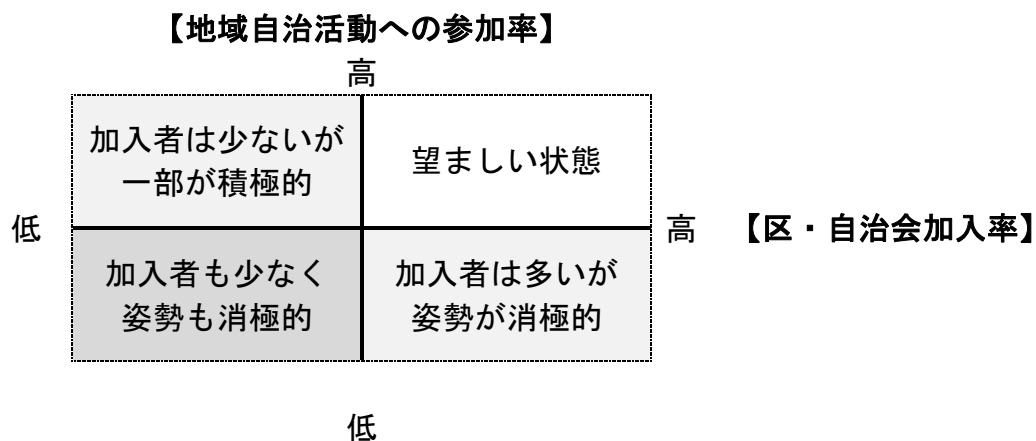 【地域自治活動への参加率】
高
加入者は少ないが
一部が積極的
望ましい状態
低
高
【区・自治会加入率】
加入者も少なく
姿勢も消極的
加入者は多いが
姿勢が消極的
低